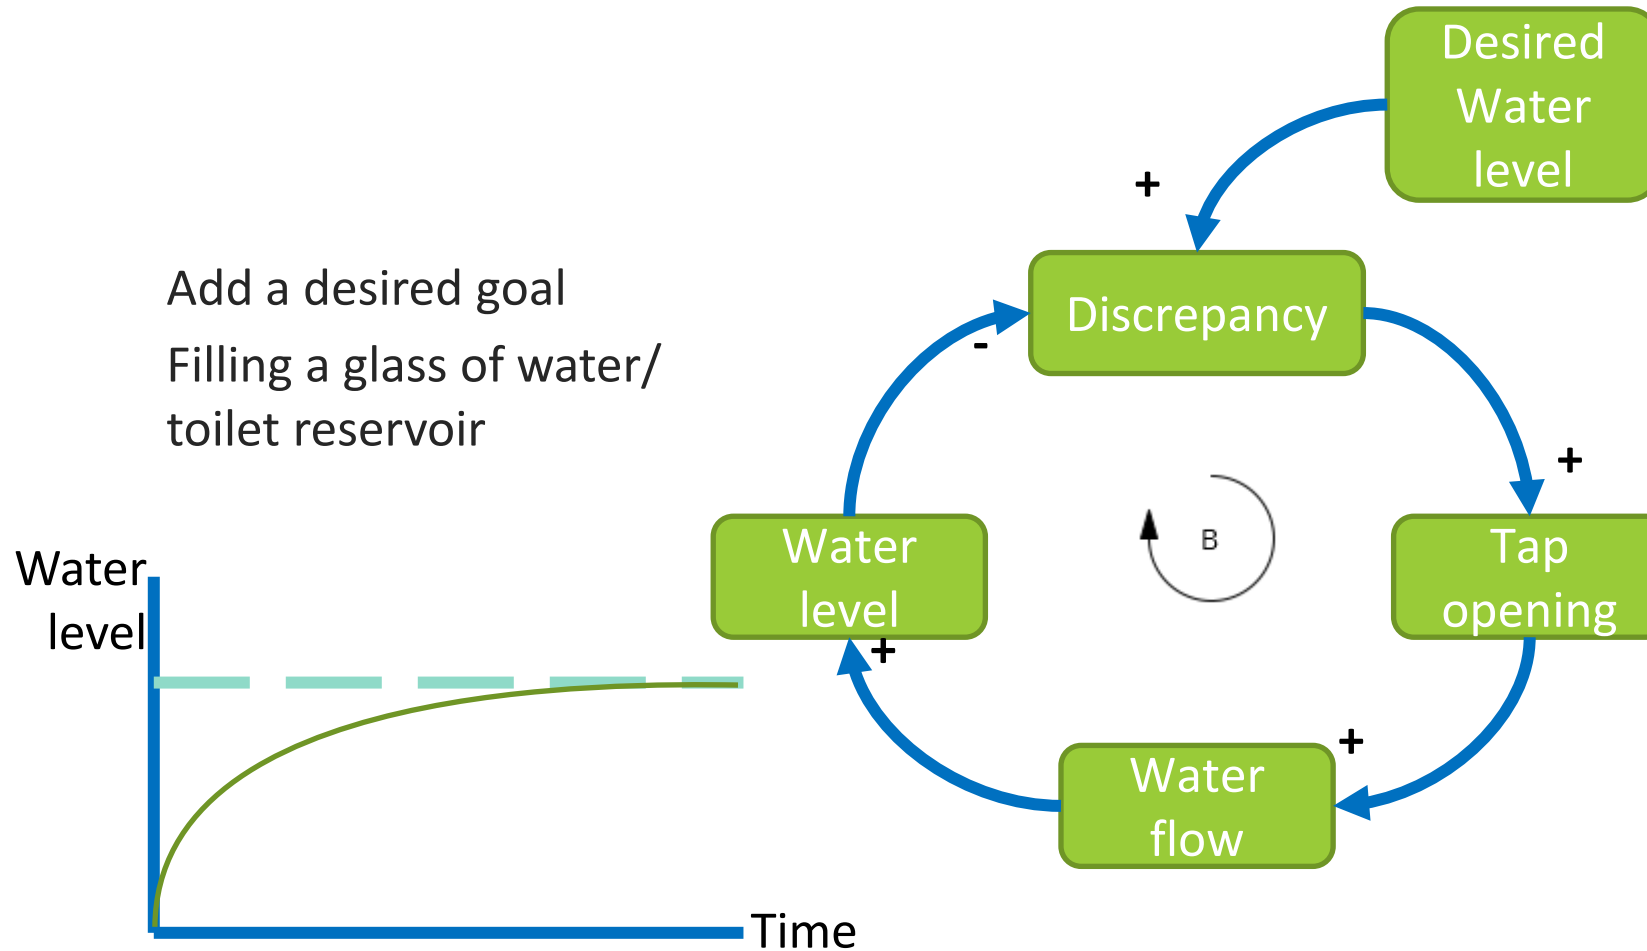 Desired
Water
level
+
Discrepancy
-
+
Add a desired goal
Filling a glass of water/
toilet reservoir
Water
level
+
B
Tap
opening
+
Water
flow
Water
level
Time